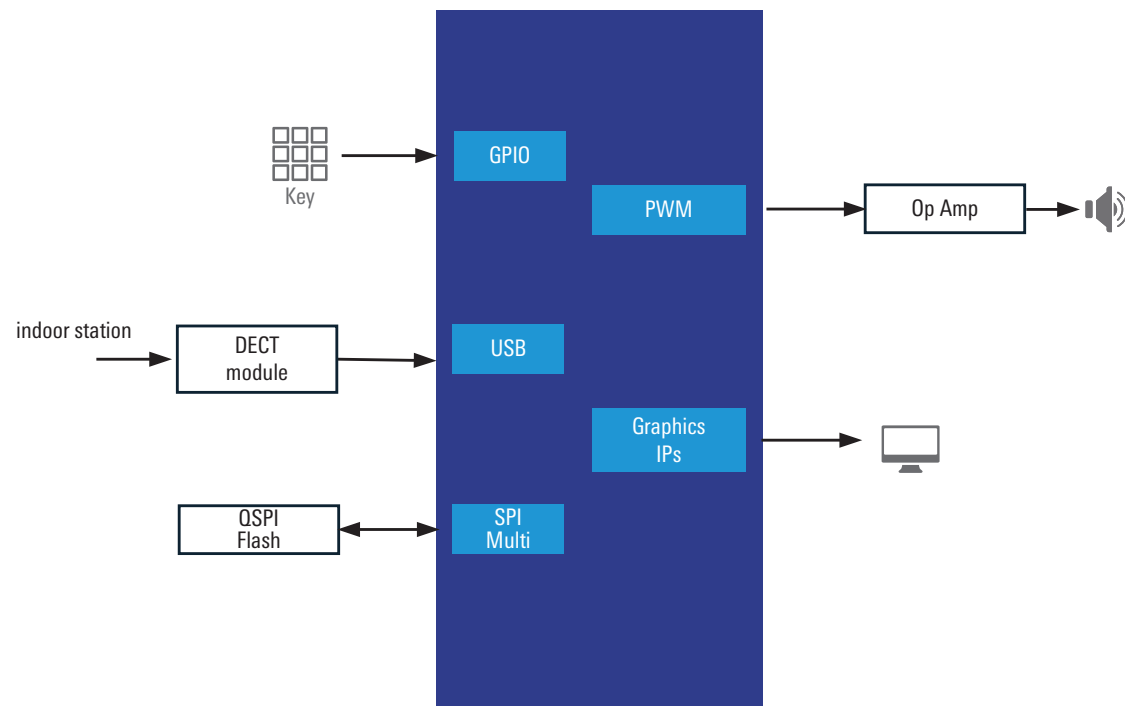 GPIO
Key
PWM
Op Amp
indoor station
DECT
module
USB
Graphics
IPs
QSPI
Flash
SPI
Multi